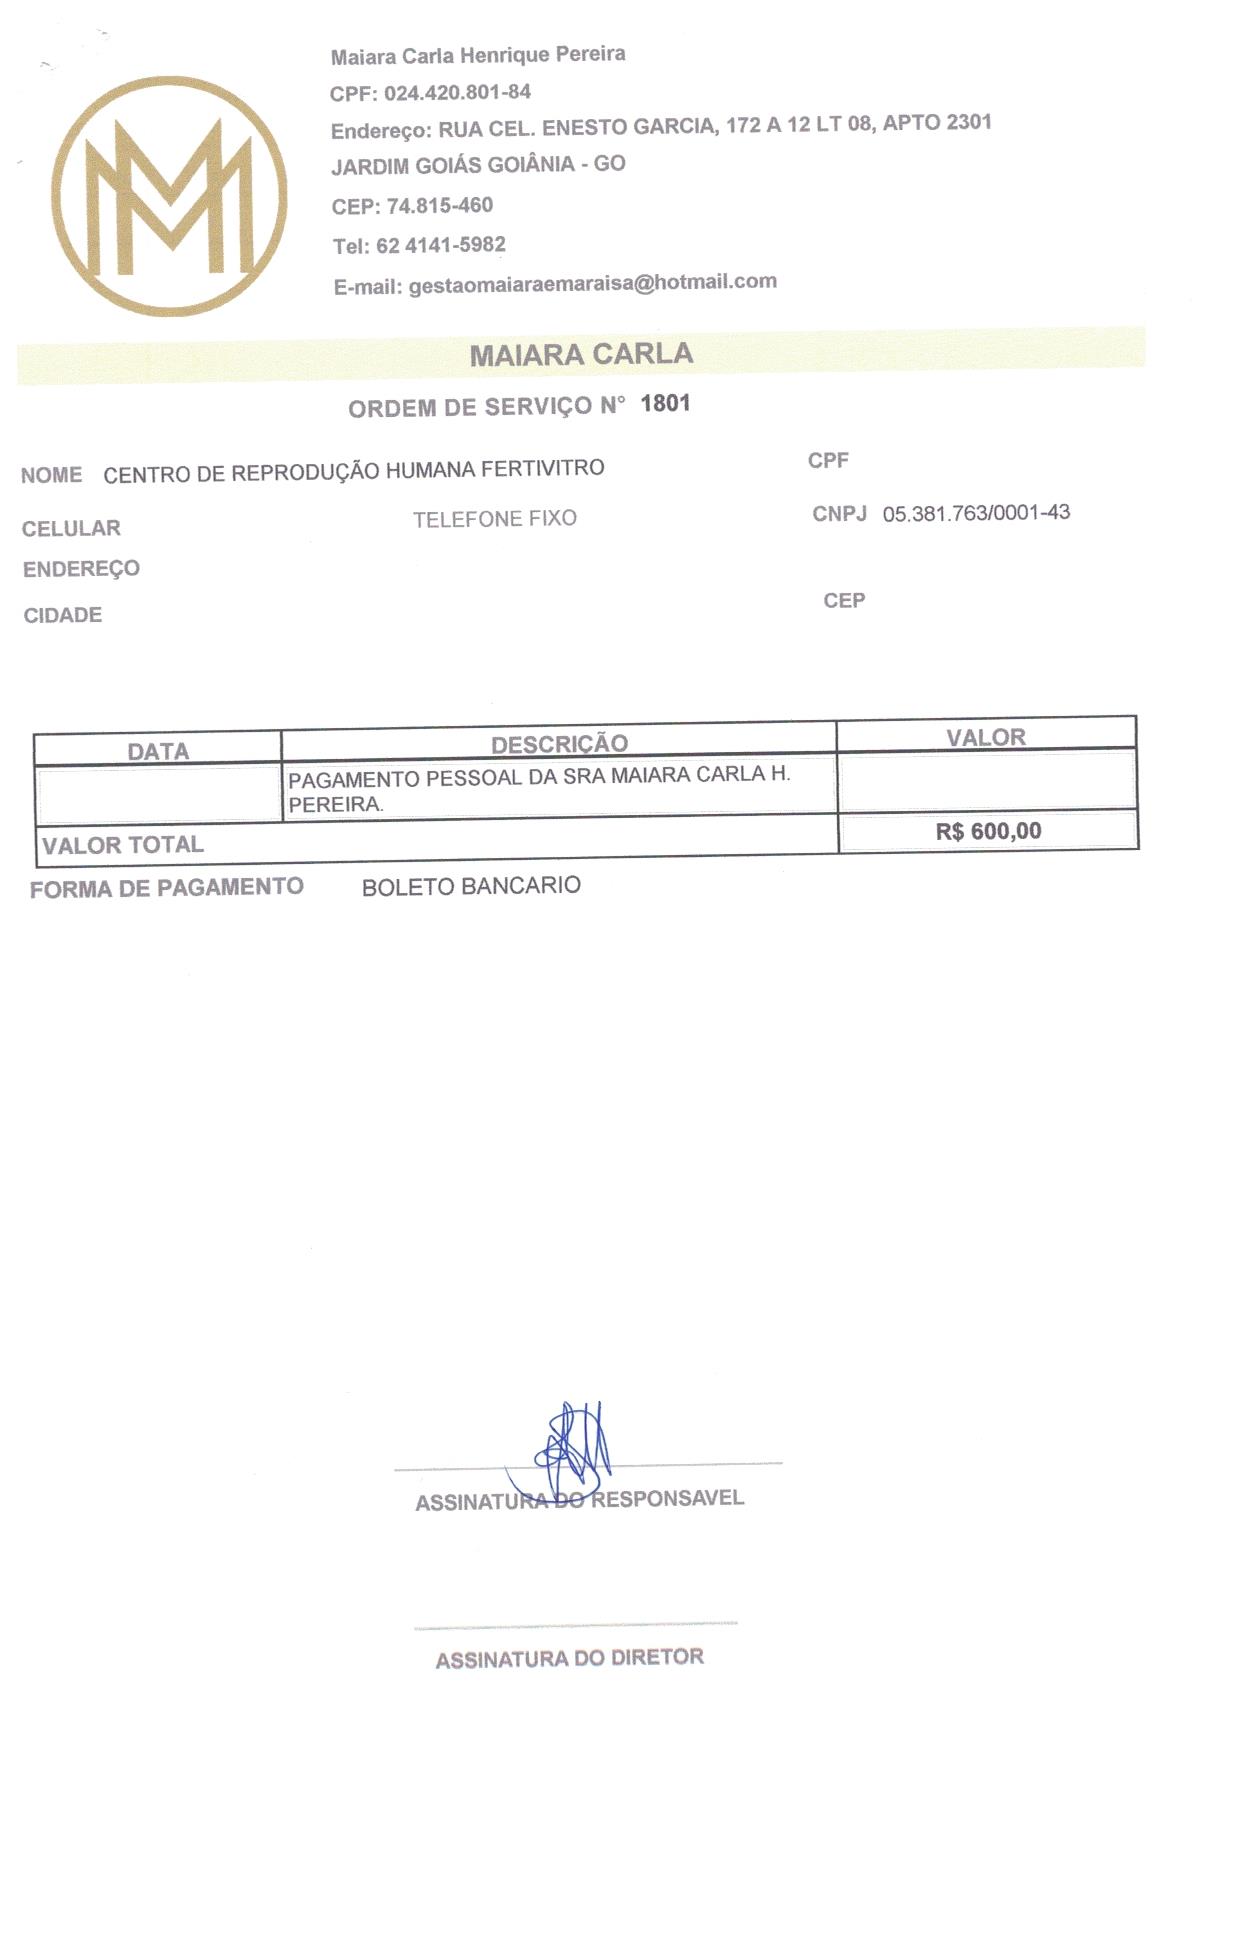 Maiara Carla Henrique Pereira
CPF: 024.420.801-84
Endereço: RUA CEL. ENESTO GARCIA, 172 A 12 LT 08, APTO 2301
JARDIM GOIÁS GOIÂNIA - GO
CEP: 74.815-460
Tel: 62 4141-5982
E-mail: gestaomaiaraemaraisa@hotmail.com
MAIARA CARLA
ORDEM DE SERVIÇO N° 1801
NOME CENTRO DE REPRODUÇÃO HUMANA FERTIVITRO CPF
CELULAR TELEFONE FIXO CNPJ 05.381.763/0001-43
ENDEREÇO
CIDADE CEP
DATA DESCRIÇÃO VALOR
PAGAMENTO PESSOAL DA SRA MAIARA CARLA H.
PEREIRA.
VALOR TOTAL R$ 600,00
FORMA DE PAGAMENTO BOLETO BANCARIO
ASSINATURA DO RESPONSAVEL
ASSINATURA DO DIRETOR